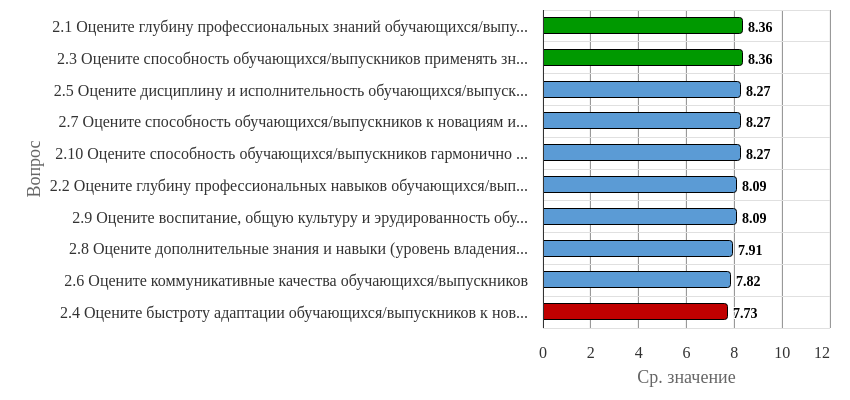 2.1 Оцените глубину профессиональных знаний обучающихся/выпу... 8.36
2.3 Оцените способность обучающихся/выпускников применять зн... 8.36
2.5 Оцените дисциплину и исполнительность обучающихся/выпуск... 8.27
2.7 Оцените способность обучающихся/выпускников к новациям и... 8.27
2.10 Оцените способность обучающихся/выпускников гармонично ... 8.27
2.2 Оцените глубину профессиональных навыков обучающихся/вып... 8.09
2.9 Оцените воспитание, общую культуру и эрудированность обу... 8.09
2.8 Оцените дополнительные знания и навыки (уровень владения... 7.91
2.6 Оцените коммуникативные качества обучающихся/выпускников 7.82
2.4 Оцените быстроту адаптации обучающихся/выпускников к нов... 7.73
Вопрос
0 2 4 6 8 10 12
Ср. значение